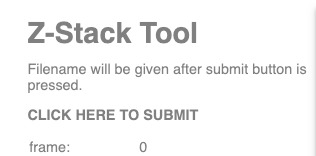 Z-Stack Tool
Filename will be given after submit button is
pressed.
CLICK HERE TO SUBMIT
frame: 0